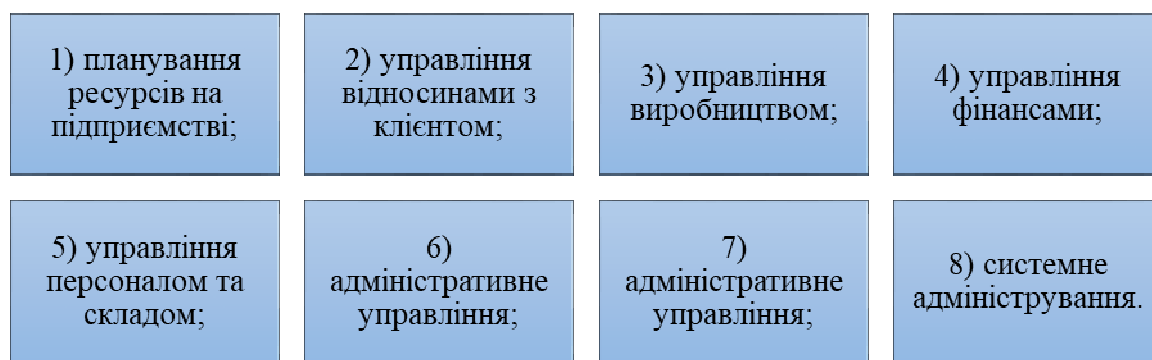 1) планування
ресурсів на
підприємстві;
2) управління
відносинами з
клієнтом;
3) управління
виробництвом;
4) управління
фінансами;
5) управління
персоналом та
складом;
6)
адміністративне
управління;
7)
адміністративне
управління;
8) системне
адміністрування.